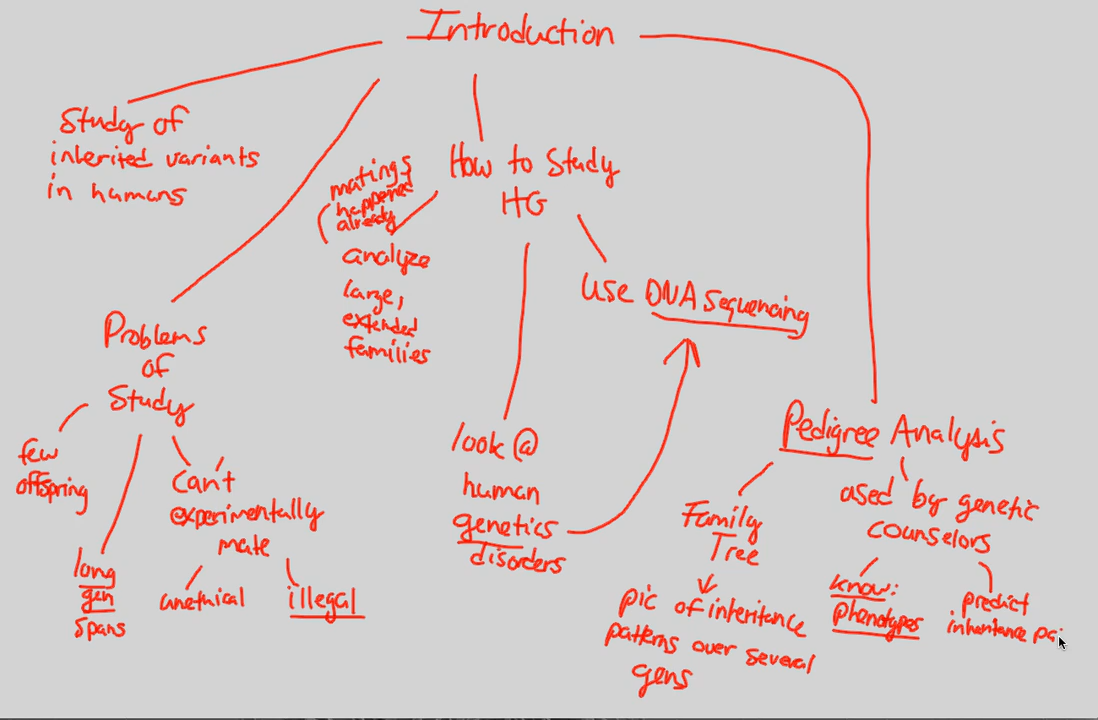 Introduction
Study of
inherited variants
in humans
Problems
of
Study
few
offspring
long
gen
spans
Can't
experimentally
mate
unethical
illegal
How to Study
HG
matings
happened
already
analyze
large,
extended
families
look @
human
genetics
disorders
use DNA sequencing
Pedigree Analysis
Family
Tree
pic of inheritance
patterns over several
gens
used by genetic
counselors
know:
phenotypes
predict
inheritance pa